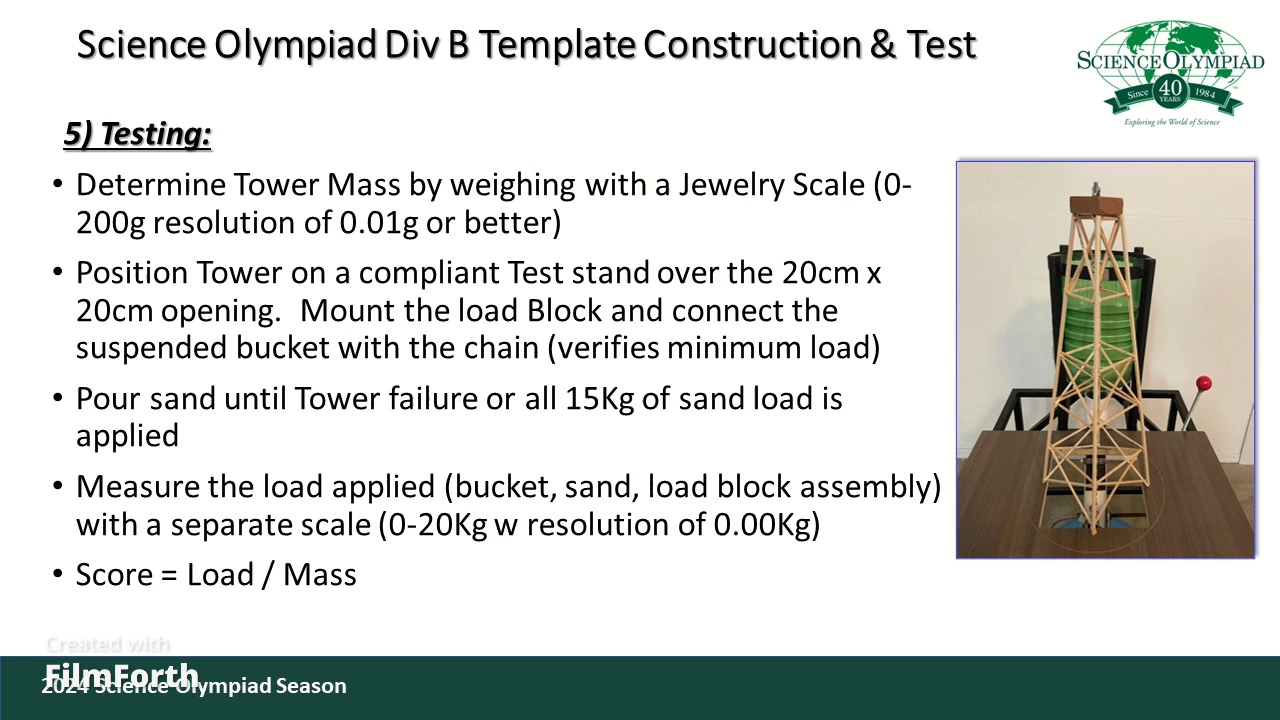 Science Olympiad Div B Template Construction & Test
SCIENCE OLYMPIAD
Since 40 YEARS 1984
Exploring the World of Science
5) Testing:
• Determine Tower Mass by weighing with a Jewelry Scale (0-
200g resolution of 0.01g or better)
• Position Tower on a compliant Test stand over the 20cm x
20cm opening.  Mount the load Block and connect the
suspended bucket with the chain (verifies minimum load)
• Pour sand until Tower failure or all 15Kg of sand load is
applied
• Measure the load applied (bucket, sand, load block assembly)
with a separate scale (0-20Kg w resolution of 0.00Kg)
• Score = Load / Mass
Created with
FilmForth
2024 Science Olympiad Season